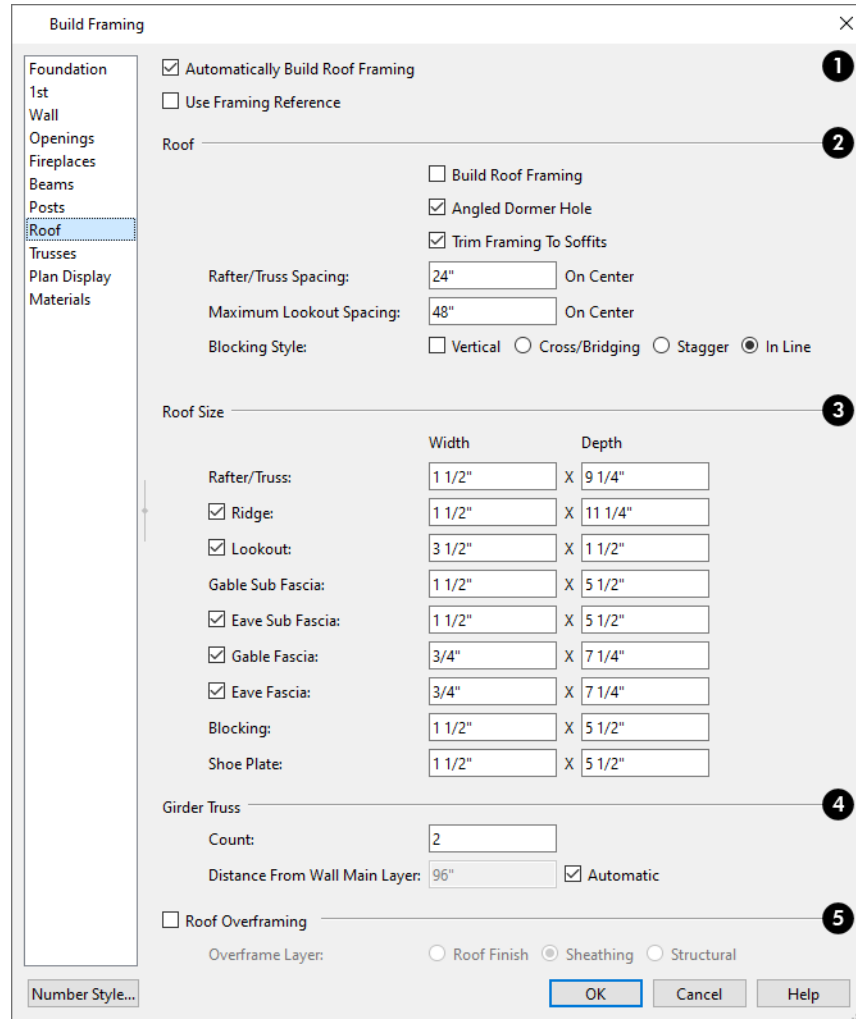 Build Framing
Foundation
1st
Wall
Openings
Fireplaces
Beams
Posts
Roof
Trusses
Plan Display
Materials
Automatically Build Roof Framing 1
Use Framing Reference
Roof 2
Build Roof Framing
Angled Dormer Hole
Trim Framing To Soffits
Rafter/Truss Spacing: 24" On Center
Maximum Lookout Spacing: 48" On Center
Blocking Style: Vertical Cross/Bridging Stagger In Line
Roof Size 3
Width Depth
Rafter/Truss: 1 1/2" X 9 1/4"
Ridge: 1 1/2" X 11 1/4"
Lookout: 3 1/2" X 1 1/2"
Gable Sub Fascia: 1 1/2" X 5 1/2"
Eave Sub Fascia: 1 1/2" X 5 1/2"
Gable Fascia: 3/4" X 7 1/4"
Eave Fascia: 3/4" X 7 1/4"
Blocking: 1 1/2" X 5 1/2"
Shoe Plate: 1 1/2" X 5 1/2"
Girder Truss 4
Count: 2
Distance From Wall Main Layer: 96" Automatic
Roof Overframing 5
Overframe Layer: Roof Finish Sheathing Structural
Number Style... OK Cancel Help